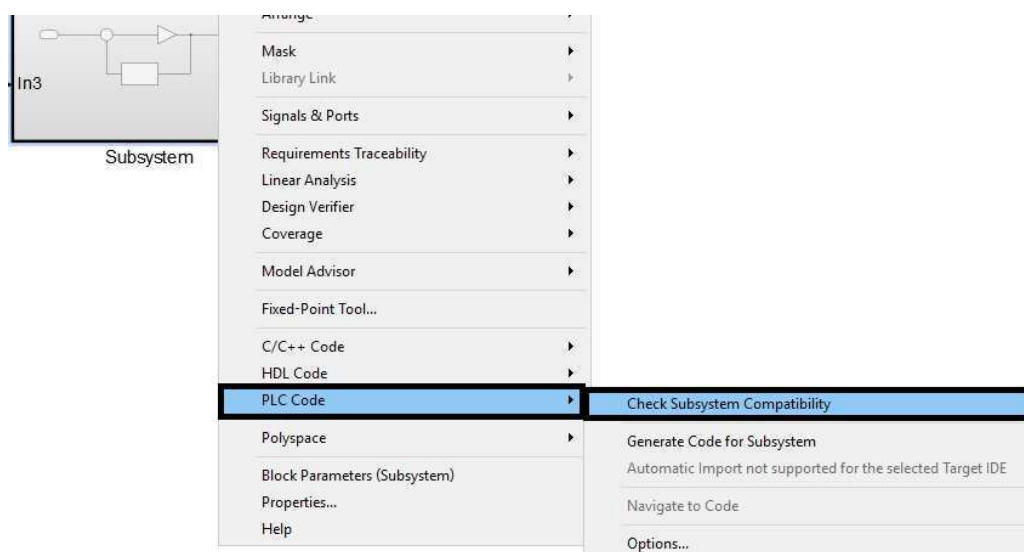 Arrange
In3
Subsystem
Mask
Library Link
Signals & Ports
Requirements Traceability
Linear Analysis
Design Verifier
Coverage
Model Advisor
Fixed-Point Tool...
C/C++ Code
HDL Code
PLC Code
Polyspace
Block Parameters (Subsystem)
Properties...
Help
Check Subsystem Compatibility
Generate Code for Subsystem
Automatic Import not supported for the selected Target IDE
Navigate to Code
Options...